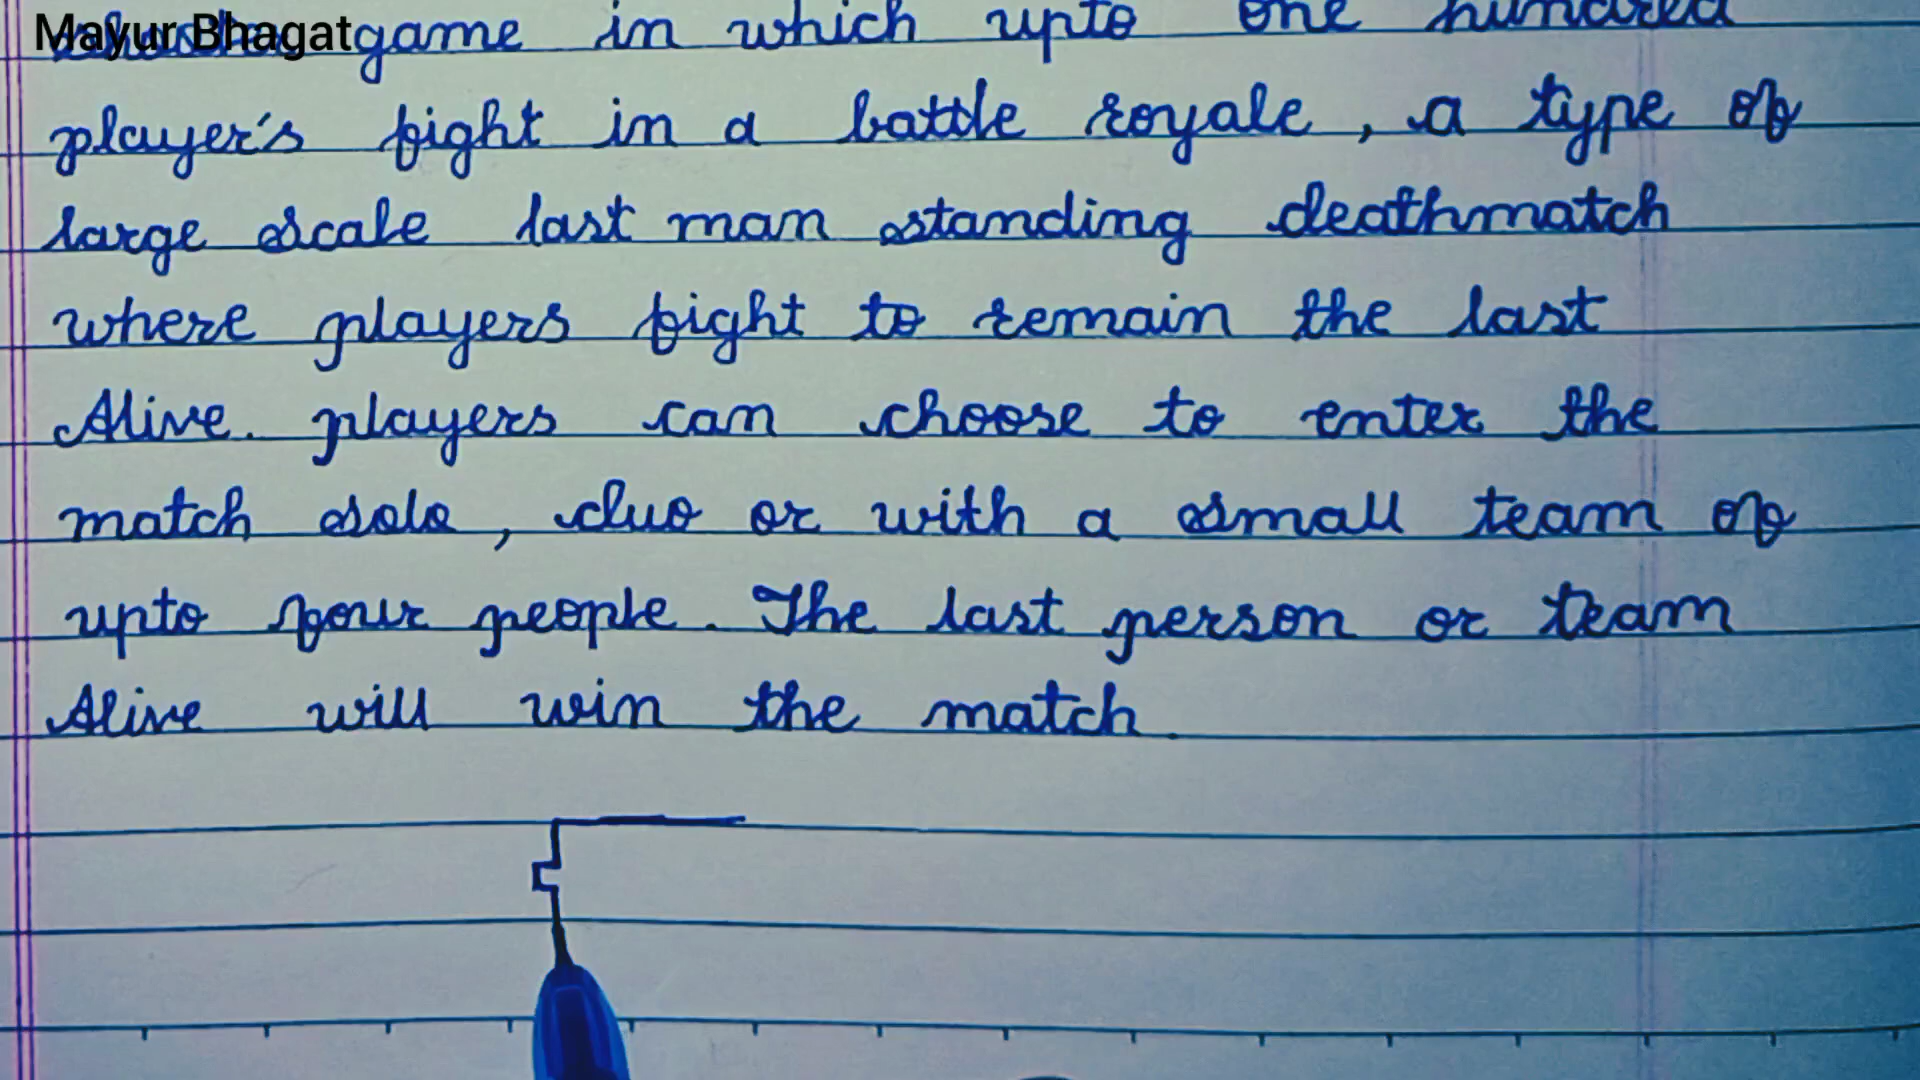 Mayur Bhagat
game in which upto one hundred
player's fight in a battle royale, a type of
large scale last man standing deathmatch
where players fight to remain the last
Alive. players can choose to enter the
match solo, duo or with a small team of
upto four people. The last person or team
Alive will win the match.